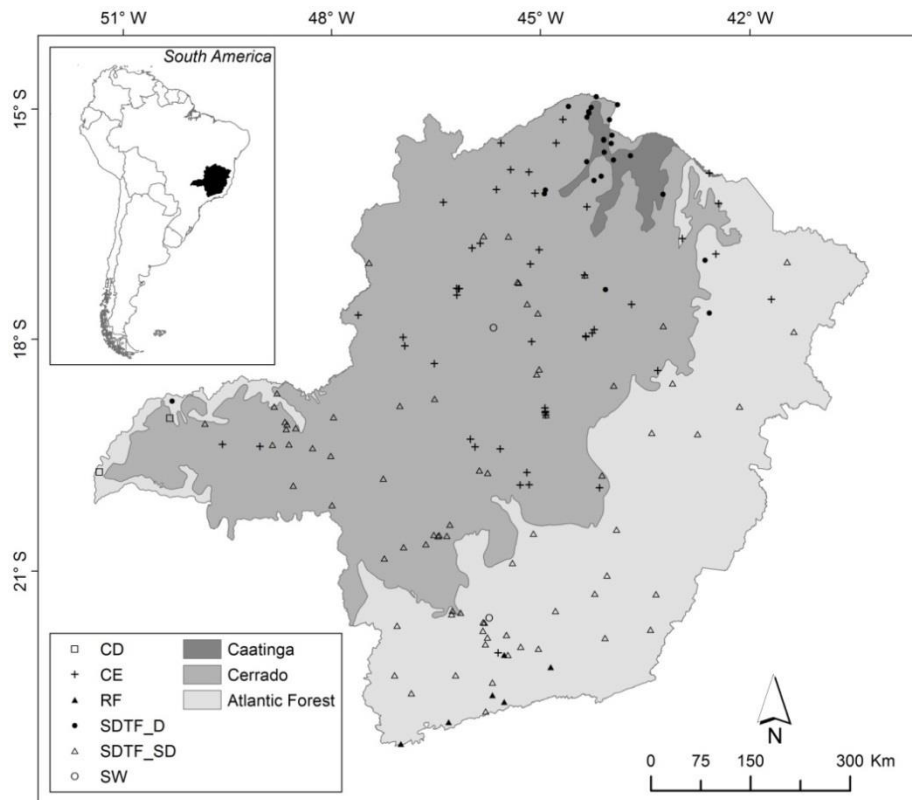 51° W 48° W 45° W 42° W
South America
15° S
18° S
21° S
CD
CE
RF
SDTF_D
SDTF_SD
SW
Caatinga
Cerrado
Atlantic Forest
N
0 75 150 300 Km